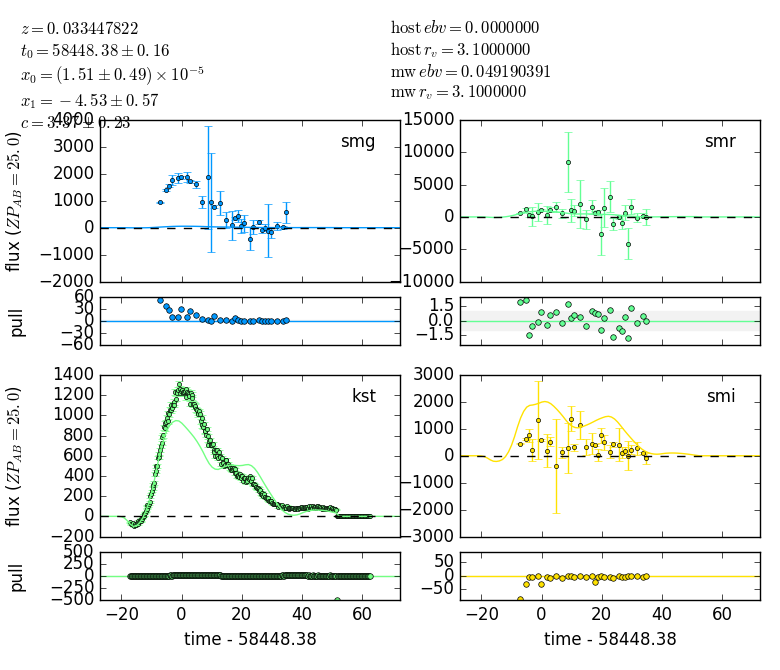 z = 0.033447822
t0 = 58448.38 ± 0.16
x0 = (1.51 ± 0.49) × 10^-5
x1 = −4.53 ± 0.57
host ebv = 0.0000000
host r_v = 3.1000000
mw ebv = 0.049190391
mw r_v = 3.1000000
smg
4000
3000
2000
1000
0
−1000
−2000
flux (ZP_AB = 25.0)
smr
15000
10000
5000
0
−5000
−10000
60
30
0
−30
−60
pull
1.5
0.0
−1.5
kst
1400
1200
1000
800
600
400
200
0
−200
flux (ZP_AB = 25.0)
smi
3000
2000
1000
0
−1000
−2000
−3000
500
250
0
−250
−500
pull
50
0
−50
−20 0 20 40 60
−20 0 20 40 60
time - 58448.38
time - 58448.38